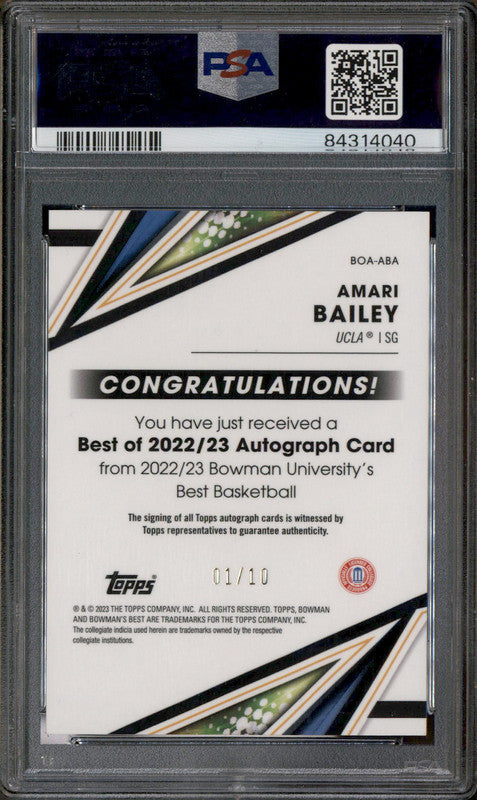 PSA
84314040
BOA-ABA
AMARI
BAILEY
UCLA® | SG
CONGRATULATIONS!
You have just received a
Best of 2022/23 Autograph Card
from 2022/23 Bowman University's
Best Basketball
The signing of all Topps autograph cards is witnessed by
Topps representatives to guarantee authenticity.
Topps®
01/10
® & © 2023 THE TOPPS COMPANY, INC. ALL RIGHTS RESERVED. TOPPS, BOWMAN
AND BOWMAN'S BEST ARE TRADEMARKS FOR THE TOPPS COMPANY, INC.
The collegiate indicia used herein are trademarks owned by the respective
collegiate institutions.
PSA